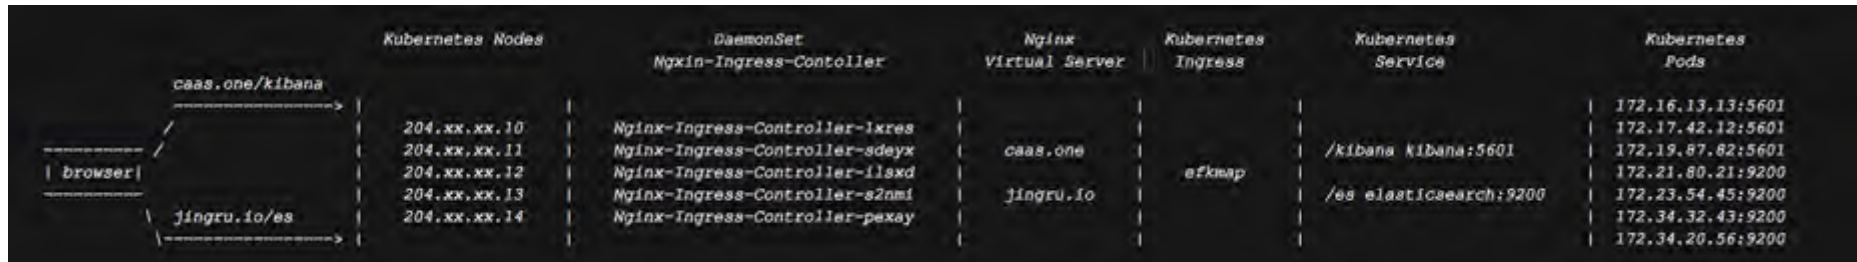 Kubernetes Nodes DaemonSet Nginx Kubernetes Kubernetes Kubernetes
Ngxin-Ingress-Contoller Virtual Server | Ingress Service Pods
caas.one/kibana
-----------------> | | | | | | 172.16.13.13:5601
/ | 204.xx.xx.10 | Nginx-Ingress-Controller-lxres | | | | 172.17.42.12:5601
---------- / | 204.xx.xx.11 | Nginx-Ingress-Controller-sdeyx | caas.one | | /kibana kibana:5601 | 172.19.87.82:5601
| browser| | 204.xx.xx.12 | Nginx-Ingress-Controller-ilsxd | | efkmap | | 172.21.80.21:9200
---------- | 204.xx.xx.13 | Nginx-Ingress-Controller-s2nmi | jingru.io | | /es elasticsearch:9200 | 172.23.54.45:9200
\ jingru.io/es | 204.xx.xx.14 | Nginx-Ingress-Controller-pexay | | | | 172.34.32.43:9200
\-----------------> | | | | | | 172.34.20.56:9200